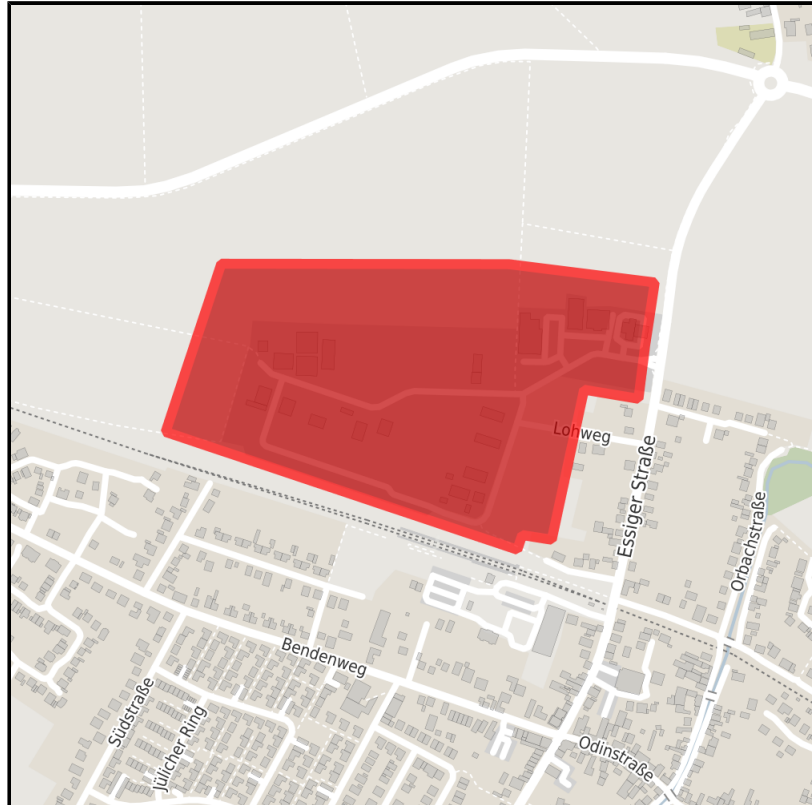 Lohweg
Essiger Straße
Orbachstraße
Bendenweg
Südstraße
Jülicher Ring
Odinstraße